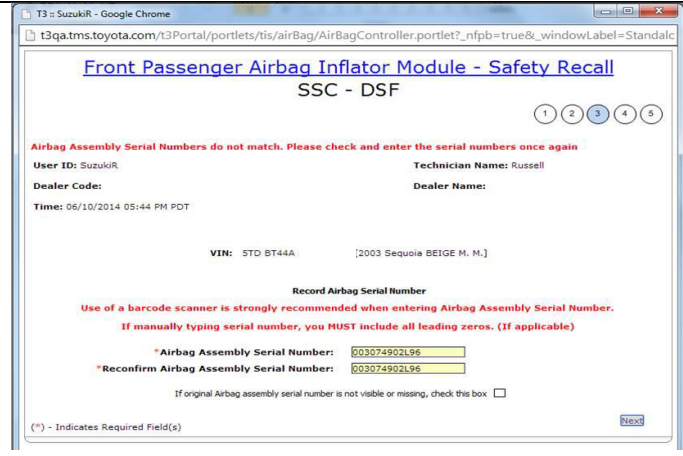 T3 :: SuzukiR - Google Chrome
t3qa.tms.toyota.com/t3Portal/portlets/tis/airBag/AirBagController.portlet?_nfpb=true&_windowLabel=Standalc
Front Passenger Airbag Inflator Module - Safety Recall
SSC - DSF
1 2 3 4 5
Airbag Assembly Serial Numbers do not match. Please check and enter the serial numbers once again
User ID: SuzukiR Technician Name: Russell
Dealer Code: Dealer Name:
Time: 06/10/2014 05:44 PM PDT
VIN: 5TD BT44A [2003 Sequoia BEIGE M. M.]
Record Airbag Serial Number
Use of a barcode scanner is strongly recommended when entering Airbag Assembly Serial Number.
If manually typing serial number, you MUST include all leading zeros. (If applicable)
*Airbag Assembly Serial Number: 003074902L96
*Reconfirm Airbag Assembly Serial Number: 003074902L96
If original Airbag assembly serial number is not visible or missing, check this box
Next
(*) - Indicates Required Field(s)